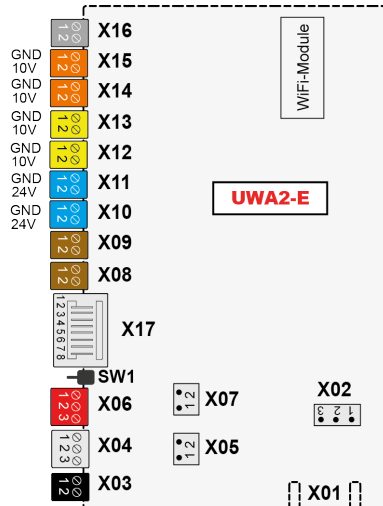 1 2 X16
GND 10V 1 2 X15
GND 10V 1 2 X14
GND 10V 1 2 X13
GND 10V 1 2 X12
GND 24V 1 2 X11
GND 24V 1 2 X10
1 2 X09
1 2 X08
1 2 3 4 5 6 7 8 X17
SW1
1 2 3 X06
1 2 3 X04
1 2 X03
WiFi-Module
UWA2-E
1 2 X07
1 2 X05
X02
3 2 1
X01